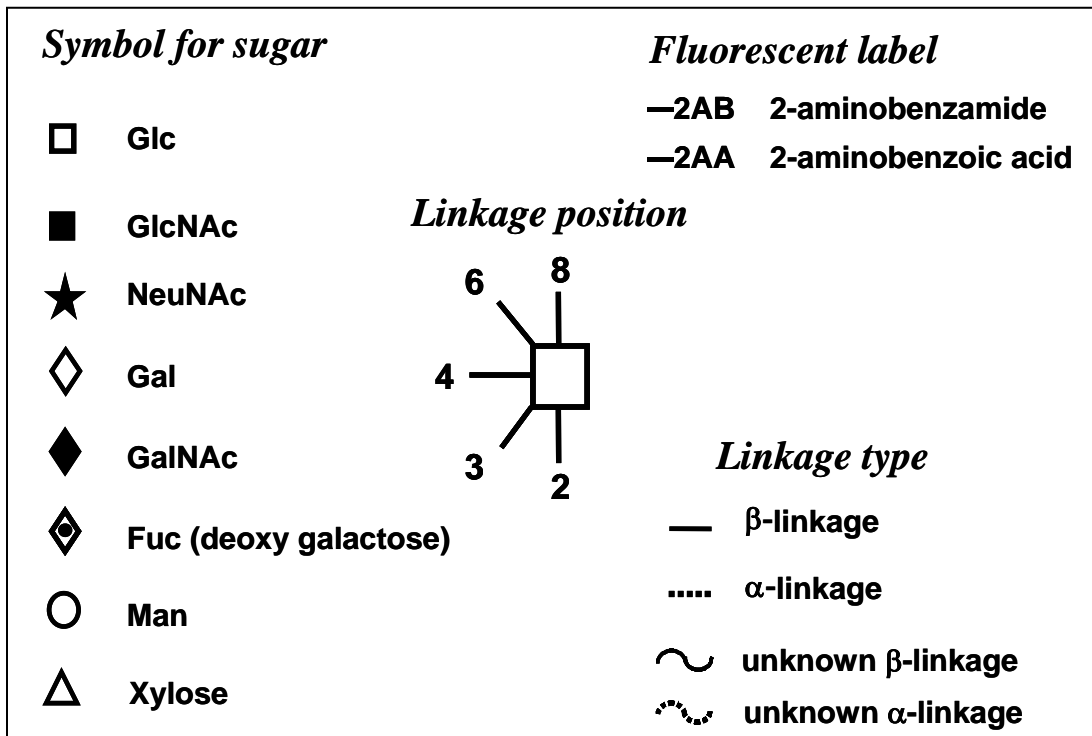 Symbol for sugar
Fluorescent label
Glc
—2AB 2-aminobenzamide
—2AA 2-aminobenzoic acid
GlcNAc
Linkage position
NeuNAc
8
6
Gal
4
GalNAc
3
2
Linkage type
Fuc (deoxy galactose)
β-linkage
α-linkage
Man
unknown β-linkage
Xylose
unknown α-linkage